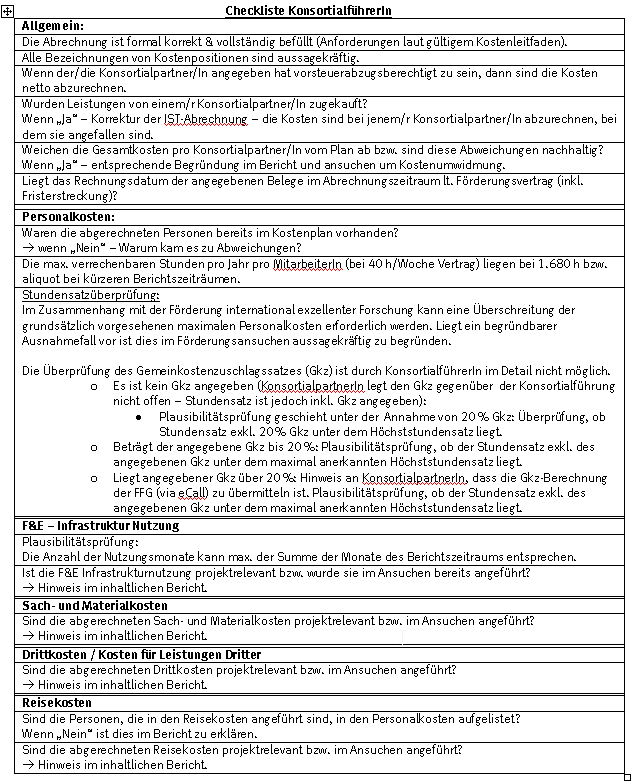 Checkliste KonsortialführerIn
Allgemein:
Die Abrechnung ist formal korrekt & vollständig befüllt (Anforderungen laut gültigem Kostenleitfaden).
Alle Bezeichnungen von Kostenpositionen sind aussagekräftig.
Wenn der/die Konsortialpartner/In angegeben hat vorsteuerabzugsberechtigt zu sein, dann sind die Kosten
netto abzurechnen.
Wurden Leistungen von einem/r Konsortialpartner/In zugekauft?
Wenn „Ja“ – Korrektur der IST-Abrechnung – die Kosten sind bei jenem/r Konsortialpartner/In abzurechnen, bei
dem sie angefallen sind.
Weichen die Gesamtkosten pro Konsortialpartner/In vom Plan ab bzw. sind diese Abweichungen nachhaltig?
Wenn „Ja“ – entsprechende Begründung im Bericht und ansuchen um Kostenumwidmung.
Liegt das Rechnungsdatum der angegebenen Belege im Abrechnungszeitraum lt. Förderungsvertrag (inkl.
Fristerstreckung)?
Personalkosten:
Waren die abgerechneten Personen bereits im Kostenplan vorhanden?
→ wenn „Nein“ – Warum kam es zu Abweichungen?
Die max. verrechenbaren Stunden pro Jahr pro MitarbeiterIn (bei 40 h/Woche Vertrag) liegen bei 1.680 h bzw.
aliquot bei kürzeren Berichtszeiträumen.
Stundensatzüberprüfung:
Im Zusammenhang mit der Förderung international exzellenter Forschung kann eine Überschreitung der
grundsätzlich vorgesehenen maximalen Personalkosten erforderlich werden. Liegt ein begründbarer
Ausnahmefall vor ist dies im Förderungsansuchen aussagekräftig zu begründen.
Die Überprüfung des Gemeinkostenzuschlagssatzes (Gkz) ist durch KonsortialführerIn im Detail nicht möglich.
o Es ist kein Gkz angegeben (KonsortialpartnerIn legt den Gkz gegenüber der Konsortialführung
nicht offen – Stundensatz ist jedoch inkl. Gkz angegeben):
• Plausibilitätsprüfung geschieht unter der Annahme von 20 % Gkz: Überprüfung, ob
Stundensatz exkl. 20 % Gkz unter dem Höchststundensatz liegt.
o Beträgt der angegebene Gkz bis 20 %: Plausibilitätsprüfung, ob der Stundensatz exkl. des
angegebenen Gkz unter dem maximal anerkannten Höchststundensatz liegt.
o Liegt angegebener Gkz über 20 %: Hinweis an KonsortialpartnerIn, dass die Gkz-Berechnung
der FFG (via eCall) zu übermitteln ist. Plausibilitätsprüfung, ob der Stundensatz exkl. des
angegebenen Gkz unter dem maximal anerkannten Höchststundensatz liegt.
F&E – Infrastruktur Nutzung
Plausibilitätsprüfung:
Die Anzahl der Nutzungsmonate kann max. der Summe der Monate des Berichtszeitraums entsprechen.
Ist die F&E Infrastrukturnutzung projektrelevant bzw. wurde sie im Ansuchen bereits angeführt?
→ Hinweis im inhaltlichen Bericht.
Sach- und Materialkosten
Sind die abgerechneten Sach- und Materialkosten projektrelevant bzw. im Ansuchen angeführt?
→ Hinweis im inhaltlichen Bericht.
Drittkosten / Kosten für Leistungen Dritter
Sind die abgerechneten Drittkosten projektrelevant bzw. im Ansuchen angeführt?
→ Hinweis im inhaltlichen Bericht.
Reisekosten
Sind die Personen, die in den Reisekosten angeführt sind, in den Personalkosten aufgelistet?
Wenn „Nein“ ist dies im Bericht zu erklären.
Sind die abgerechneten Reisekosten projektrelevant bzw. im Ansuchen angeführt?
→ Hinweis im inhaltlichen Bericht.